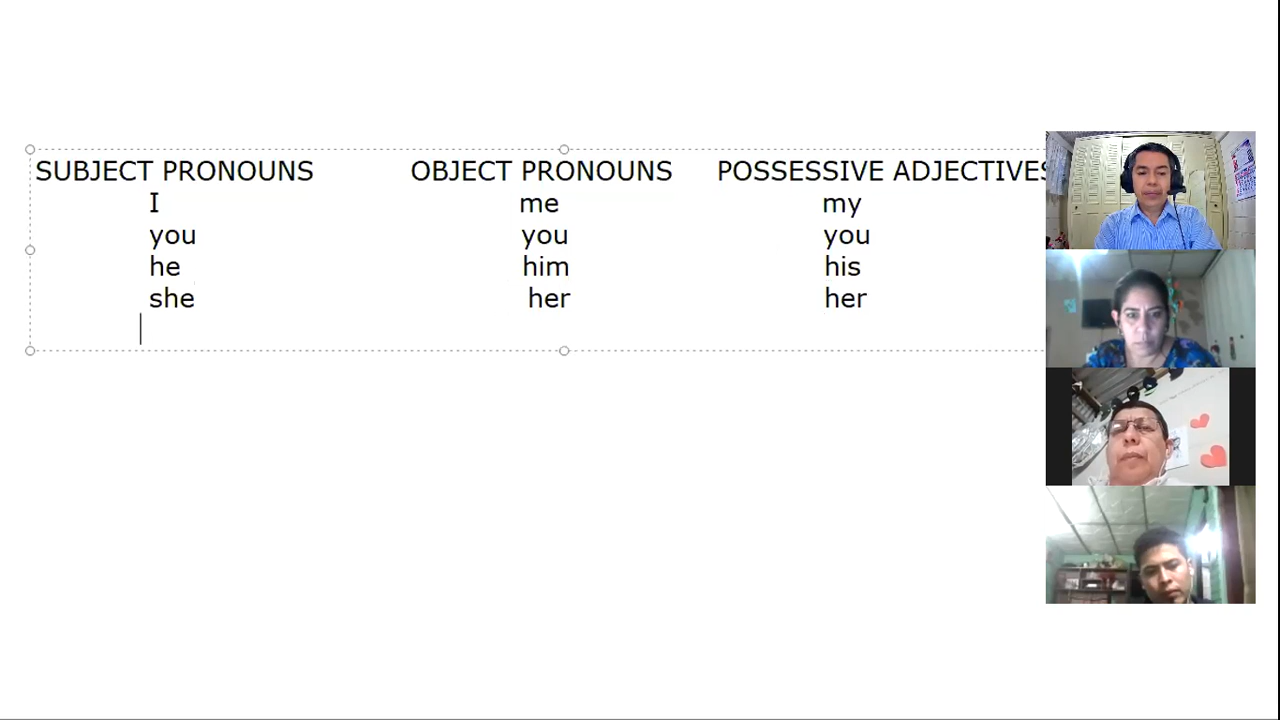 SUBJECT PRONOUNS OBJECT PRONOUNS POSSESSIVE ADJECTIVES
I me my
you you you
he him his
she her her